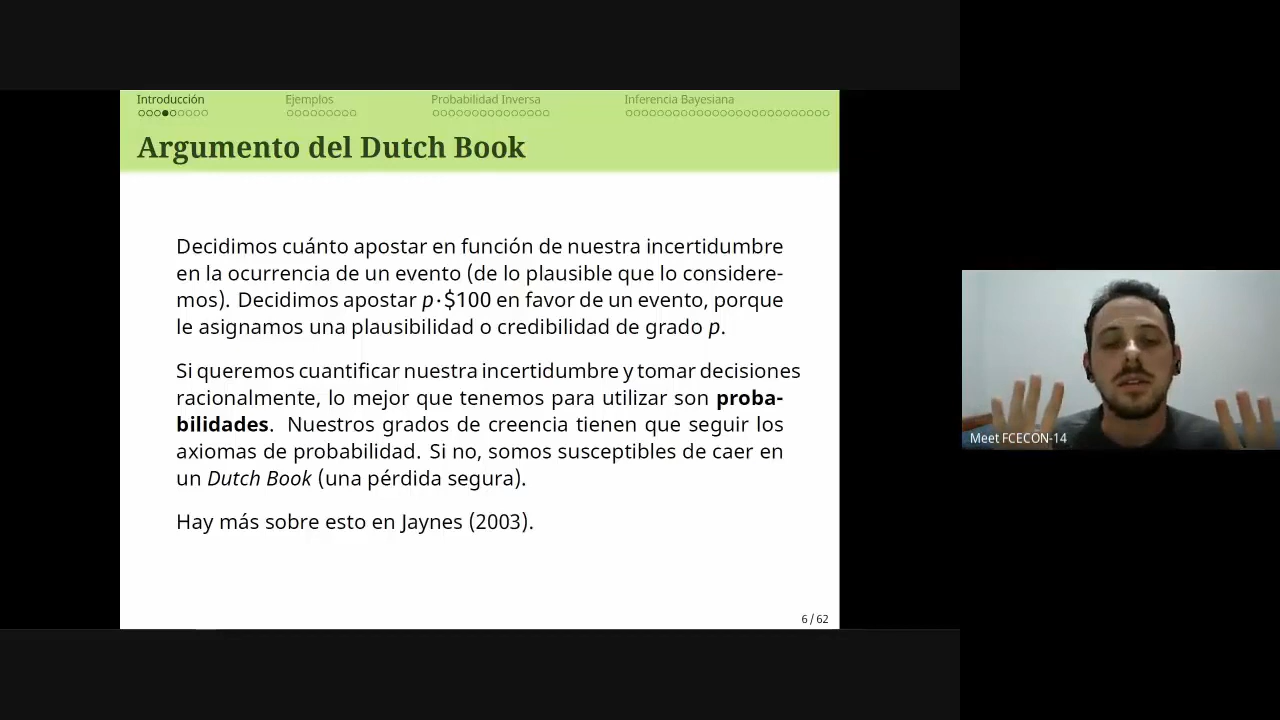 Introducción Ejemplos Probabilidad Inversa Inferencia Bayesiana
Argumento del Dutch Book
Decidimos cuánto apostar en función de nuestra incertidumbre
en la ocurrencia de un evento (de lo plausible que lo considere-
mos). Decidimos apostar p·$100 en favor de un evento, porque
le asignamos una plausibilidad o credibilidad de grado p.
Si queremos cuantificar nuestra incertidumbre y tomar decisiones
racionalmente, lo mejor que tenemos para utilizar son proba-
bilidades. Nuestros grados de creencia tienen que seguir los
axiomas de probabilidad. Si no, somos susceptibles de caer en
un Dutch Book (una pérdida segura).
Hay más sobre esto en Jaynes (2003).
6 / 62
Meet FCECON-14